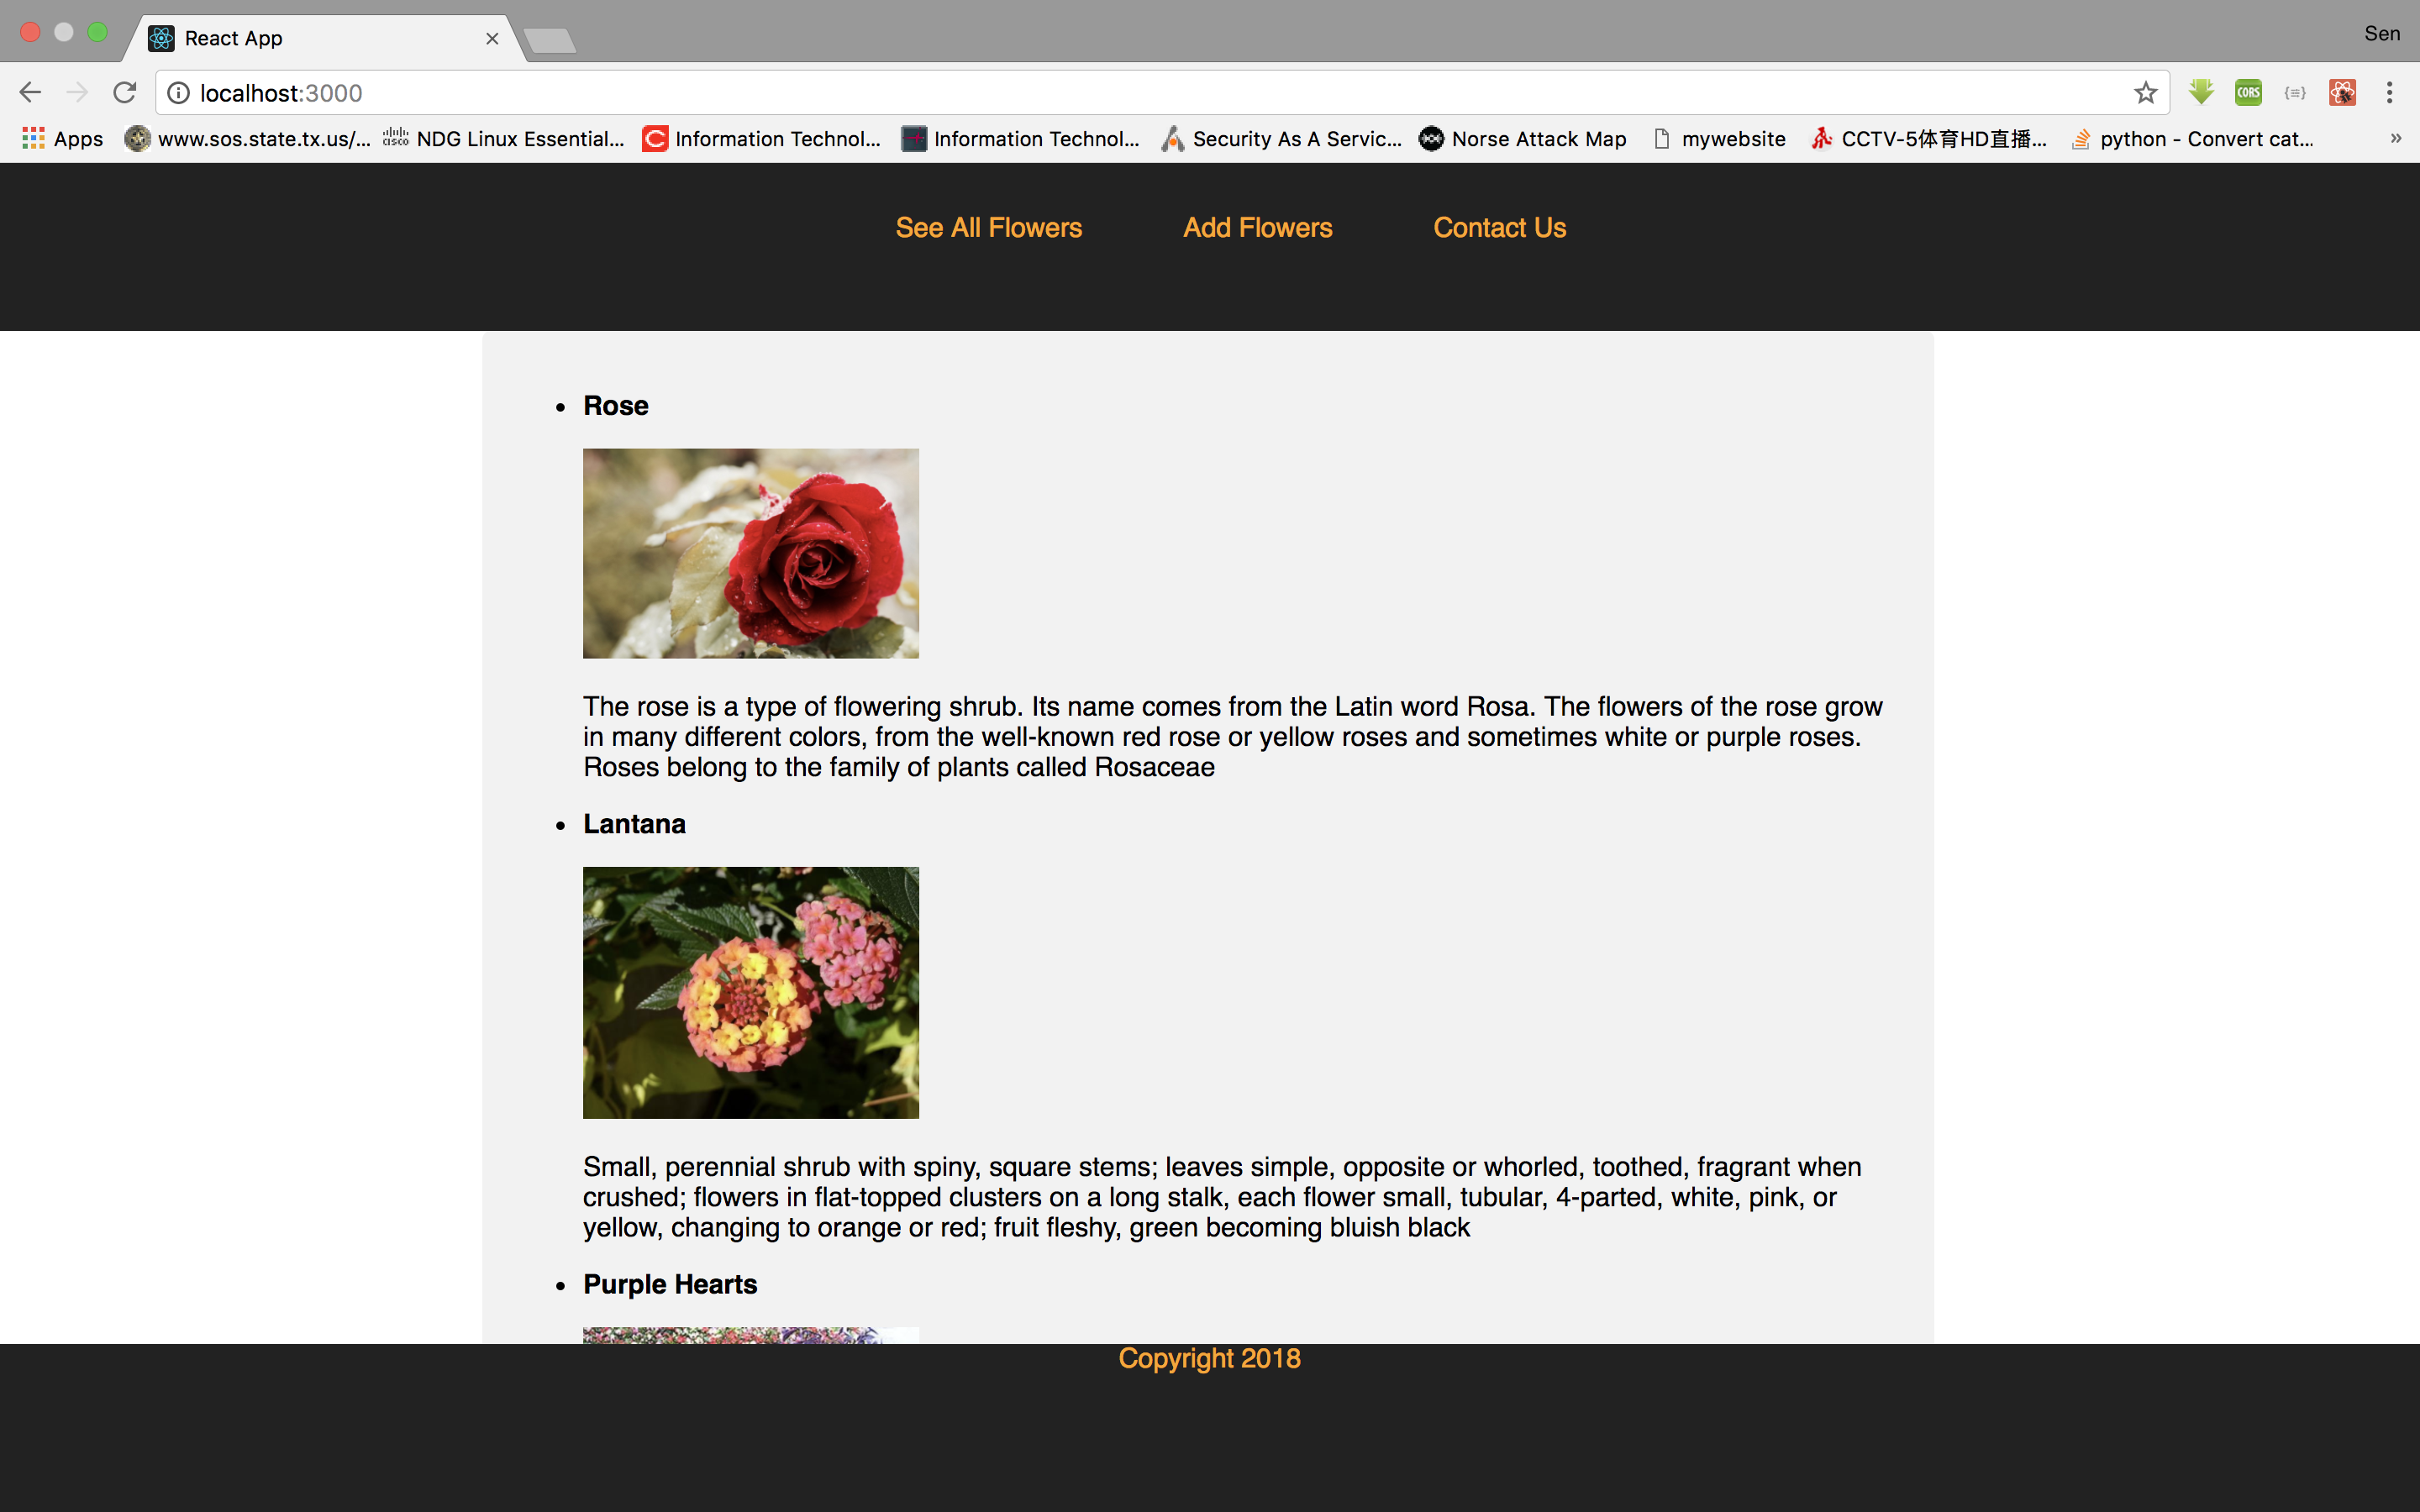 React App
Sen
localhost:3000
CORS
Apps
www.sos.state.tx.us/...
cisco
NDG Linux Essential...
Information Technol...
Information Technol...
Security As A Servic...
Norse Attack Map
mywebsite
CCTV-5体育HD直播...
python - Convert cat...
See All Flowers
Add Flowers
Contact Us
Rose
The rose is a type of flowering shrub. Its name comes from the Latin word Rosa. The flowers of the rose grow
in many different colors, from the well-known red rose or yellow roses and sometimes white or purple roses.
Roses belong to the family of plants called Rosaceae
Lantana
Small, perennial shrub with spiny, square stems; leaves simple, opposite or whorled, toothed, fragrant when
crushed; flowers in flat-topped clusters on a long stalk, each flower small, tubular, 4-parted, white, pink, or
yellow, changing to orange or red; fruit fleshy, green becoming bluish black
Purple Hearts
Copyright 2018